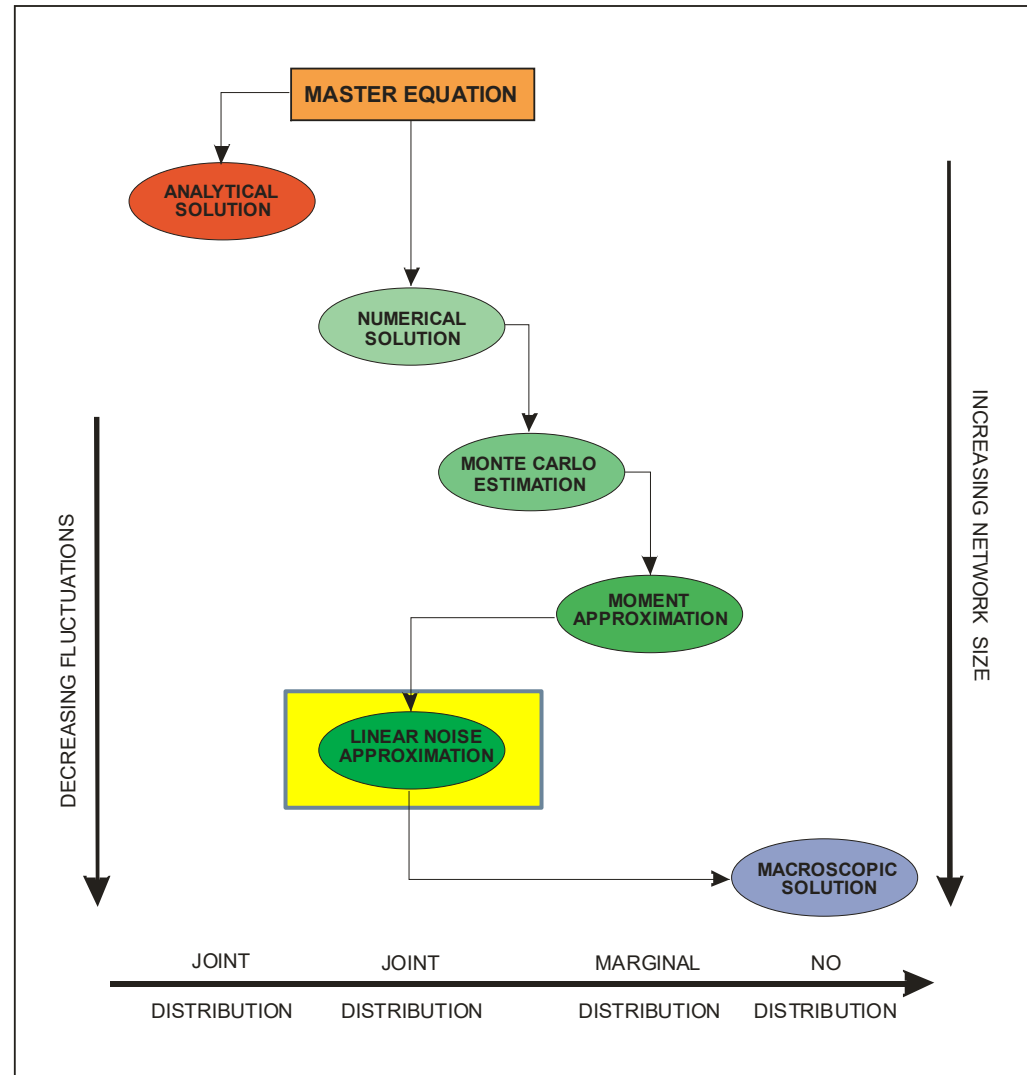 MASTER EQUATION
ANALYTICAL
SOLUTION
NUMERICAL
SOLUTION
MONTE CARLO
ESTIMATION
MOMENT
APPROXIMATION
LINEAR NOISE
APPROXIMATION
MACROSCOPIC
SOLUTION
DECREASING FLUCTUATIONS
INCREASING NETWORK SIZE
JOINT JOINT MARGINAL NO
DISTRIBUTION DISTRIBUTION DISTRIBUTION DISTRIBUTION